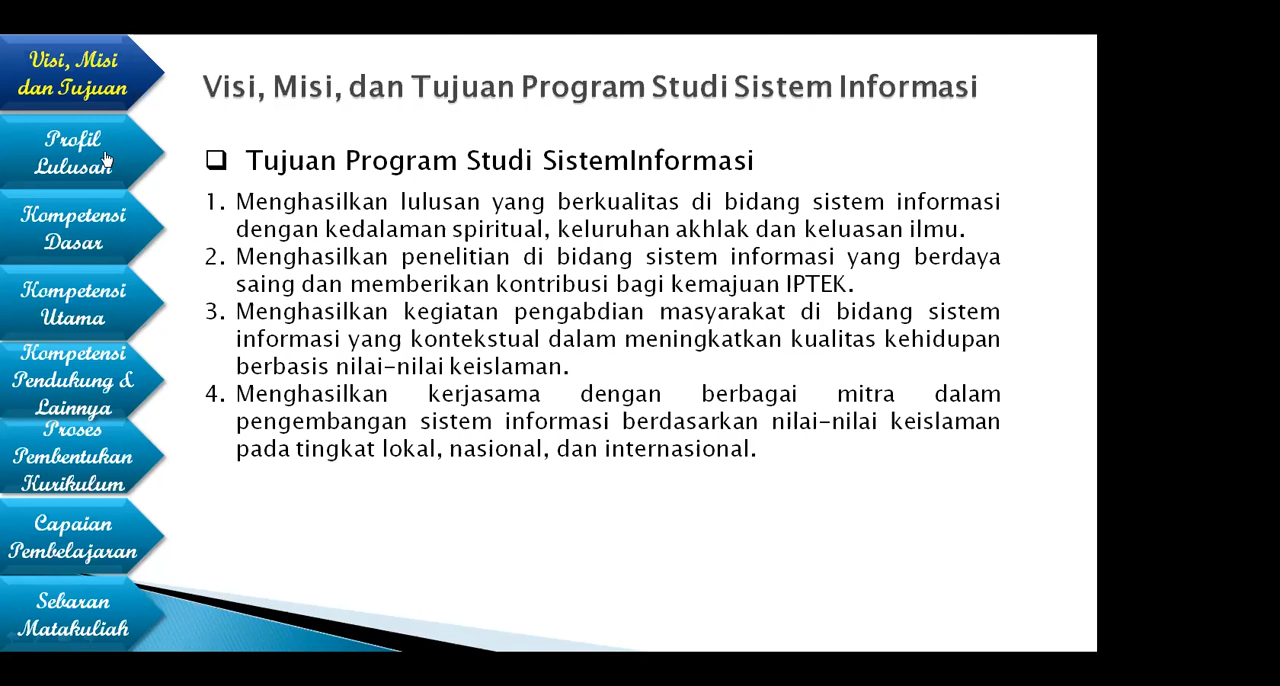 Visi, Misi
dan Tujuan
Profil
Lulusan
Kompetensi
Dasar
Kompetensi
Utama
Kompetensi
Pendukung &
Lainnya
Proses
Pembentukan
Kurikulum
Capaian
Pembelajaran
Sebaran
Matakuliah
Visi, Misi, dan Tujuan Program Studi Sistem Informasi
❑ Tujuan Program Studi SistemInformasi
1. Menghasilkan lulusan yang berkualitas di bidang sistem informasi
dengan kedalaman spiritual, keluruhan akhlak dan keluasan ilmu.
2. Menghasilkan penelitian di bidang sistem informasi yang berdaya
saing dan memberikan kontribusi bagi kemajuan IPTEK.
3. Menghasilkan kegiatan pengabdian masyarakat di bidang sistem
informasi yang kontekstual dalam meningkatkan kualitas kehidupan
berbasis nilai-nilai keislaman.
4. Menghasilkan kerjasama dengan berbagai mitra dalam
pengembangan sistem informasi berdasarkan nilai-nilai keislaman
pada tingkat lokal, nasional, dan internasional.